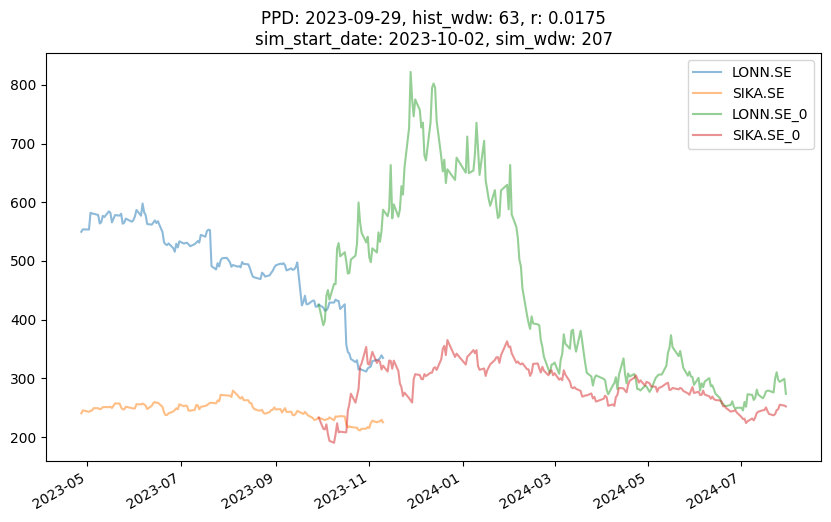 PPD: 2023-09-29, hist_wdw: 63, r: 0.0175
sim_start_date: 2023-10-02, sim_wdw: 207
LONN.SE
SIKA.SE
LONN.SE_0
SIKA.SE_0
800
700
600
500
400
300
200
2023-05
2023-07
2023-09
2023-11
2024-01
2024-03
2024-05
2024-07